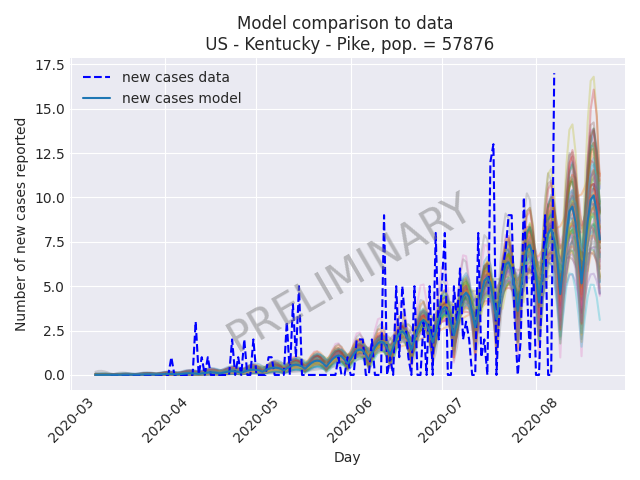 Model comparison to data
US - Kentucky - Pike, pop. = 57876
new cases data
new cases model
PRELIMINARY
Number of new cases reported
17.5
15.0
12.5
10.0
7.5
5.0
2.5
0.0
2020-03
2020-04
2020-05
2020-06
2020-07
2020-08
Day